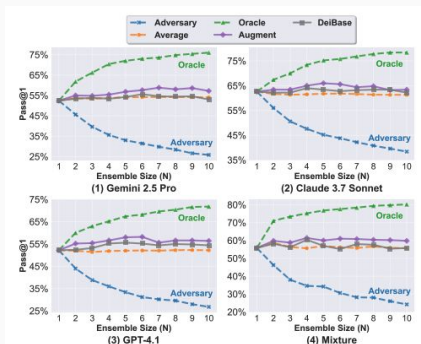 Adversary Oracle DeiBase
Average Augment
Pass@1
75%
65%
55%
45%
35%
25%
Oracle
Adversary
1 2 3 4 5 6 7 8 9 10
Ensemble Size (N)
(1) Gemini 2.5 Pro
75%
65%
55%
45%
35%
Oracle
Adversary
1 2 3 4 5 6 7 8 9 10
Ensemble Size (N)
(2) Claude 3.7 Sonnet
Pass@1
75%
65%
55%
45%
35%
25%
Oracle
Adversary
1 2 3 4 5 6 7 8 9 10
Ensemble Size (N)
(3) GPT-4.1
80%
70%
60%
50%
40%
30%
20%
Oracle
Adversary
1 2 3 4 5 6 7 8 9 10
Ensemble Size (N)
(4) Mixture